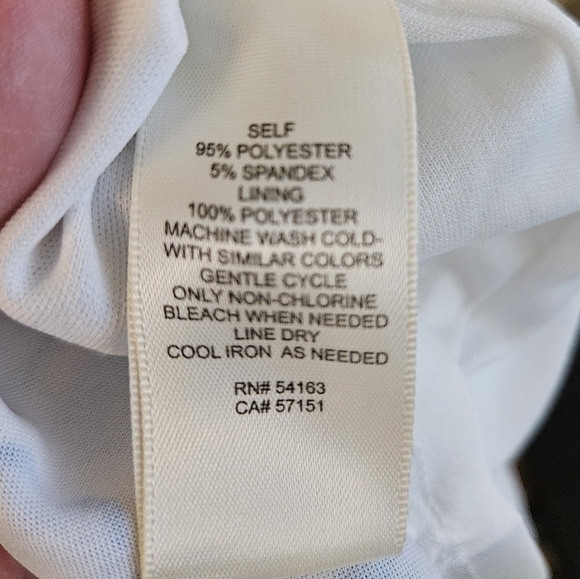 SELF
95% POLYESTER
5% SPANDEX
LINING
100% POLYESTER
MACHINE WASH COLD-
WITH SIMILAR COLORS
GENTLE CYCLE
ONLY NON-CHLORINE
BLEACH WHEN NEEDED
LINE DRY
COOL IRON AS NEEDED
RN# 54163
CA# 57151